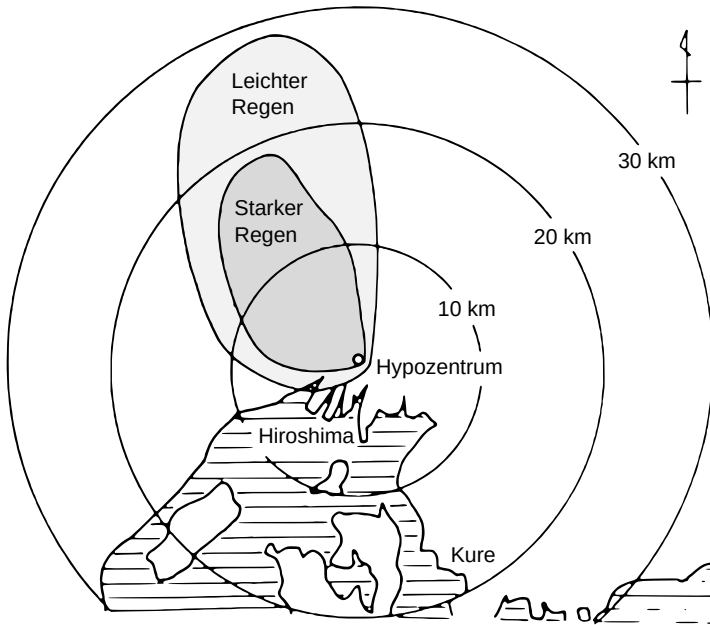 Leichter
Regen
30 km
Starker
Regen
20 km
10 km
Hypozentrum
Hiroshima
Kure